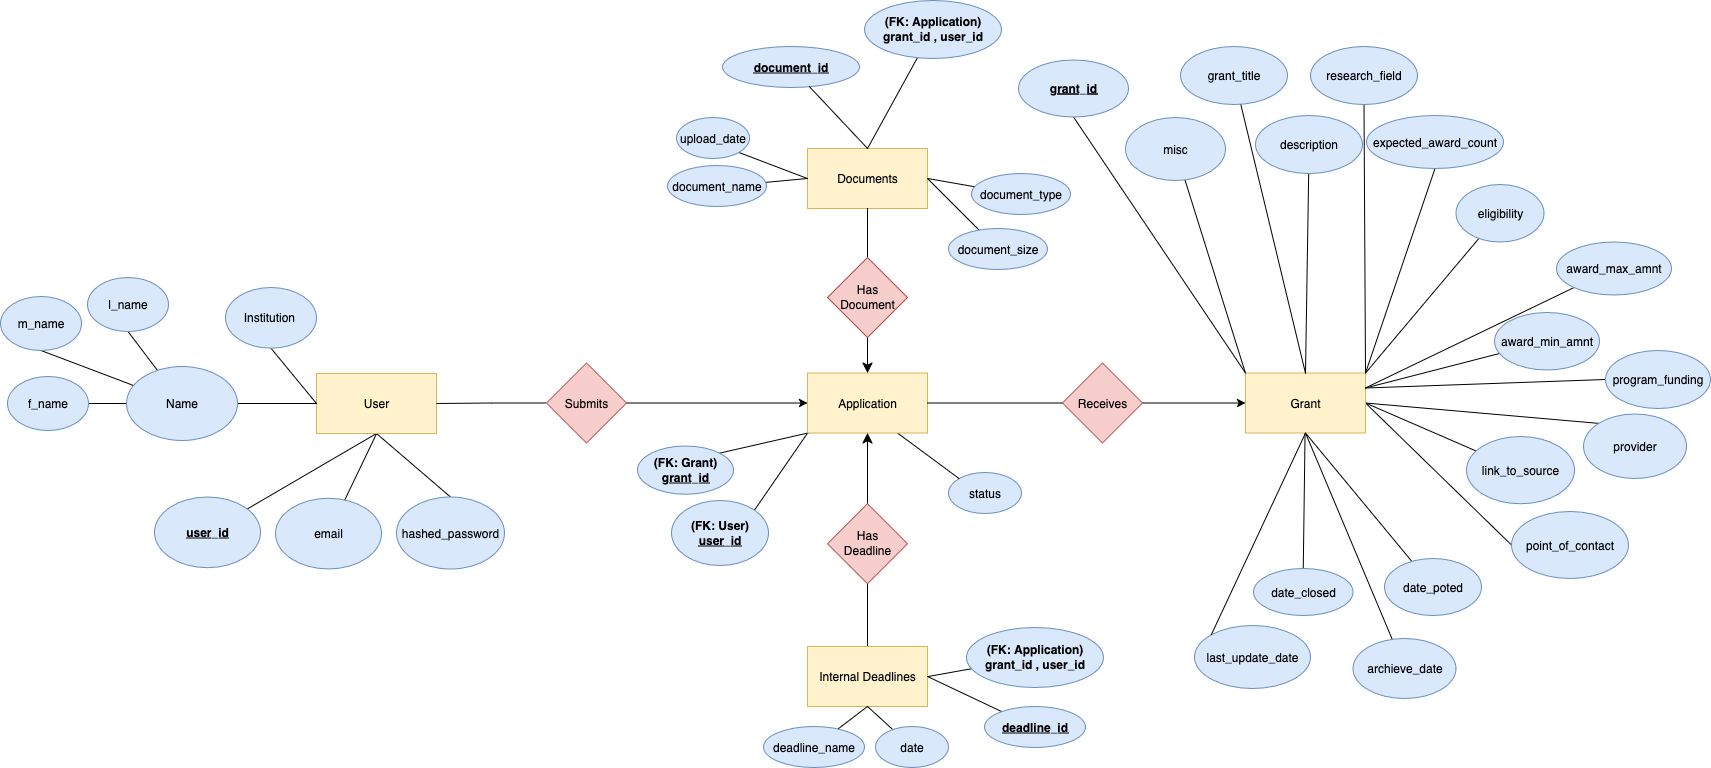 (FK: Application)
grant_id , user_id
document_id
upload_date
document_name
Documents
document_type
document_size
Has
Document
grant_id
misc
grant_title
description
research_field
expected_award_count
eligibility
award_max_amnt
award_min_amnt
program_funding
provider
link_to_source
point_of_contact
Grant
date_poted
date_closed
archieve_date
last_update_date
m_name
l_name
f_name
Name
Institution
User
user_id
email
hashed_password
Submits
Application
Receives
(FK: Grant)
grant_id
(FK: User)
user_id
status
Has
Deadline
Internal Deadlines
(FK: Application)
grant_id , user_id
deadline_id
deadline_name
date